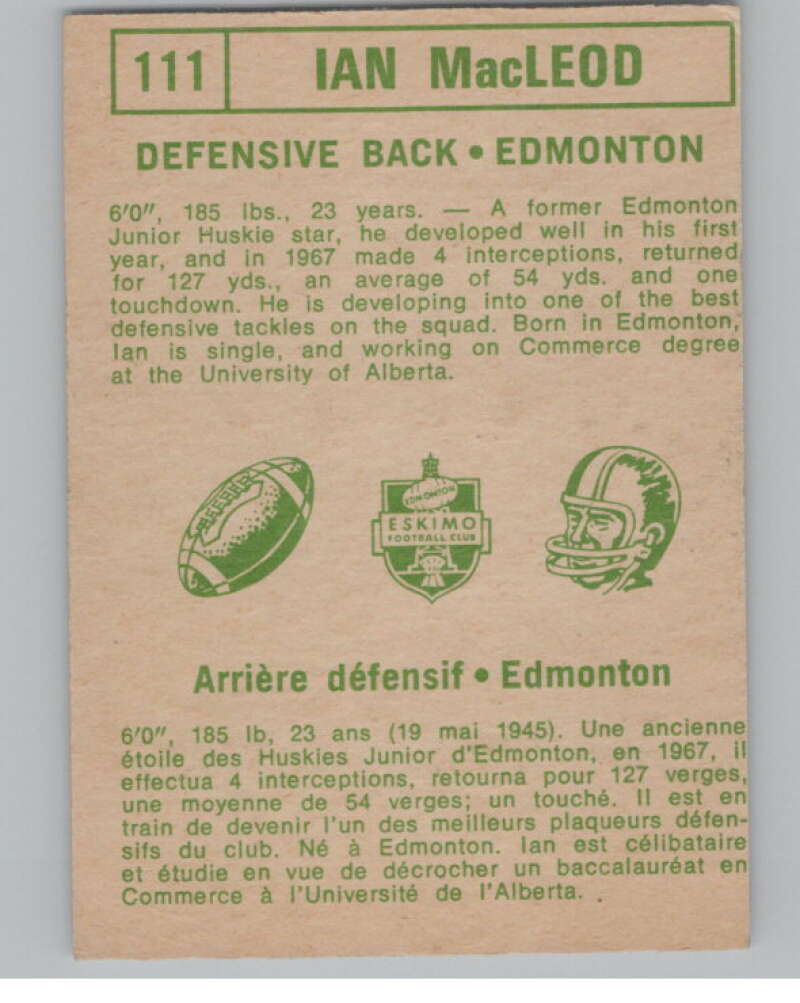 111 IAN MacLEOD
DEFENSIVE BACK • EDMONTON
6'0", 185 lbs., 23 years. — A former Edmonton
Junior Huskie star, he developed well in his first
year, and in 1967 made 4 interceptions, returned
for 127 yds., an average of 54 yds. and one
touchdown. He is developing into one of the best
defensive tackles on the squad. Born in Edmonton,
Ian is single, and working on Commerce degree
at the University of Alberta.
EDMONTON
ESKIMO
FOOTBALL CLUB
Arrière défensif • Edmonton
6'0", 185 lb, 23 ans (19 mai 1945). Une ancienne
étoile des Huskies Junior d'Edmonton, en 1967, il
effectua 4 interceptions, retourna pour 127 verges,
une moyenne de 54 verges; un touché. Il est en
train de devenir l'un des meilleurs plaqueurs défen-
sifs du club. Né à Edmonton. Ian est célibataire
et étudie en vue de décrocher un baccalauréat en
Commerce à l'Université de l'Alberta.